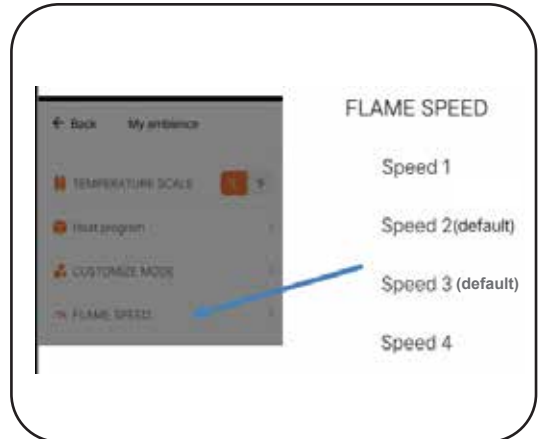 ← Back My ambience
TEMPERATURE SCALE
Heat program
CUSTOMIZE MODE
FLAME SPEED
FLAME SPEED
Speed 1
Speed 2(default)
Speed 3 (default)
Speed 4